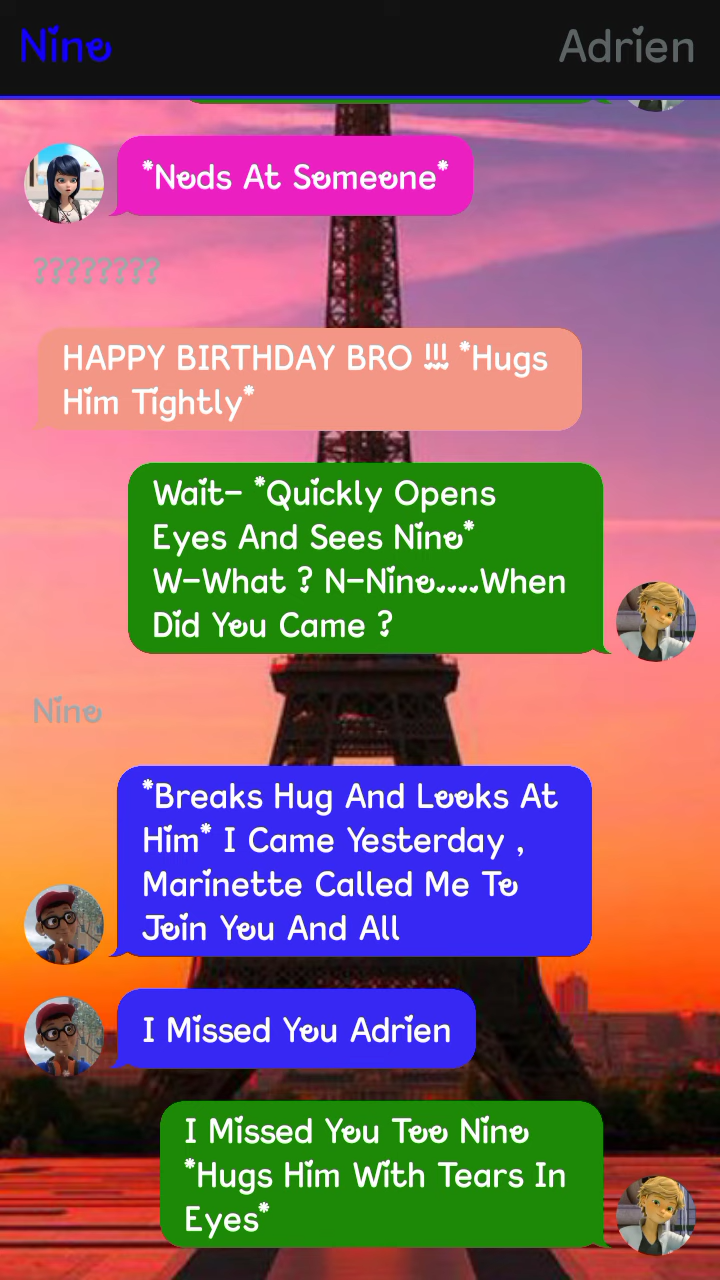 Nine
Adrien
*Nods At Someone*
????????
HAPPY BIRTHDAY BRO !!! *Hugs
Him Tightly*
Wait- *Quickly Opens
Eyes And Sees Nine*
W-What ? N-Nine....When
Did You Came ?
Nine
*Breaks Hug And Looks At
Him* I Came Yesterday ,
Marinette Called Me To
Join You And All
I Missed You Adrien
I Missed You Too Nine
*Hugs Him With Tears In
Eyes*